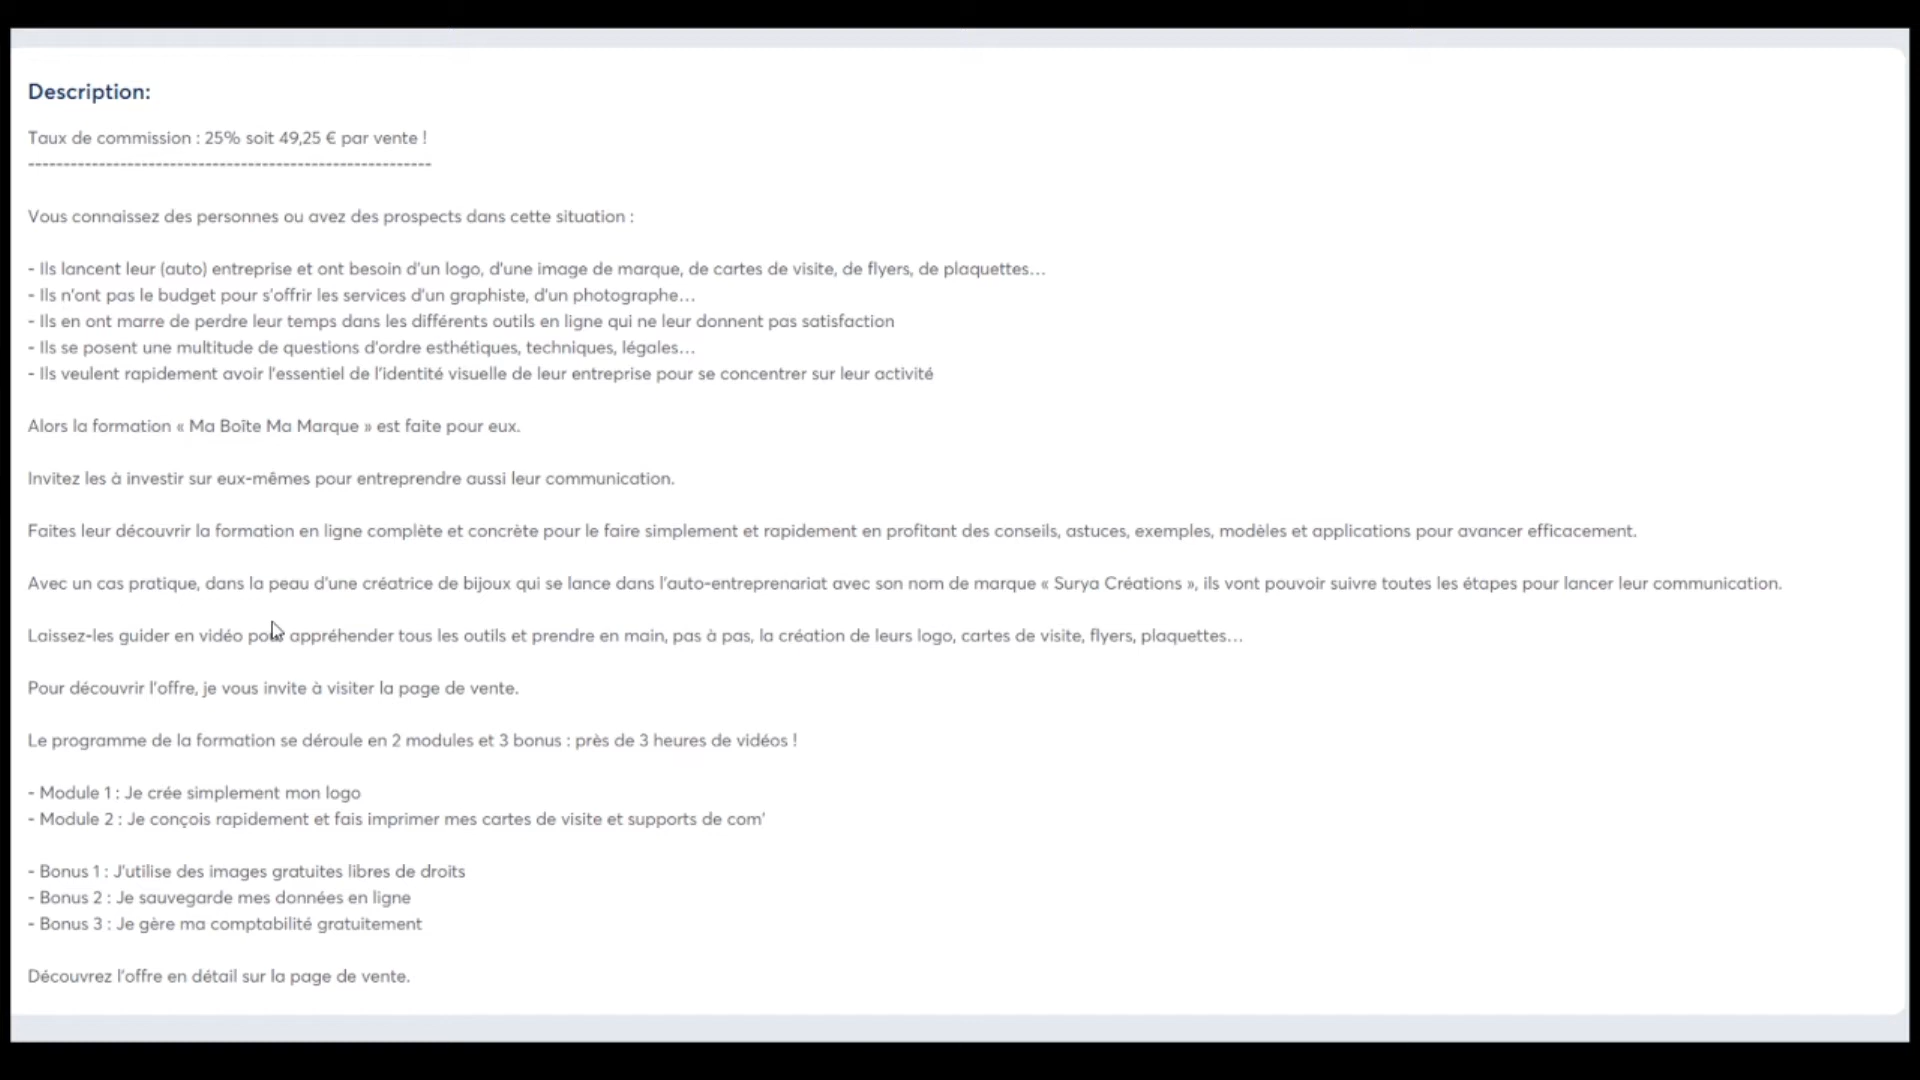 Description:
Taux de commission : 25% soit 49,25 € par vente !
---------------------------------------------------------
Vous connaissez des personnes ou avez des prospects dans cette situation :
- Ils lancent leur (auto) entreprise et ont besoin d'un logo, d'une image de marque, de cartes de visite, de flyers, de plaquettes...
- Ils n'ont pas le budget pour s'offrir les services d'un graphiste, d'un photographe...
- Ils en ont marre de perdre leur temps dans les différents outils en ligne qui ne leur donnent pas satisfaction
- Ils se posent une multitude de questions d'ordre esthétiques, techniques, légales...
- Ils veulent rapidement avoir l'essentiel de l'identité visuelle de leur entreprise pour se concentrer sur leur activité
Alors la formation « Ma Boîte Ma Marque » est faite pour eux.
Invitez les à investir sur eux-mêmes pour entreprendre aussi leur communication.
Faites leur découvrir la formation en ligne complète et concrète pour le faire simplement et rapidement en profitant des conseils, astuces, exemples, modèles et applications pour avancer efficacement.
Avec un cas pratique, dans la peau d'une créatrice de bijoux qui se lance dans l'auto-entreprenariat avec son nom de marque « Surya Créations », ils vont pouvoir suivre toutes les étapes pour lancer leur communication.
Laissez-les guider en vidéo pour appréhender tous les outils et prendre en main, pas à pas, la création de leurs logo, cartes de visite, flyers, plaquettes...
Pour découvrir l'offre, je vous invite à visiter la page de vente.
Le programme de la formation se déroule en 2 modules et 3 bonus : près de 3 heures de vidéos !
- Module 1 : Je crée simplement mon logo
- Module 2 : Je conçois rapidement et fais imprimer mes cartes de visite et supports de com'
- Bonus 1 : J'utilise des images gratuites libres de droits
- Bonus 2 : Je sauvegarde mes données en ligne
- Bonus 3 : Je gère ma comptabilité gratuitement
Découvrez l'offre en détail sur la page de vente.